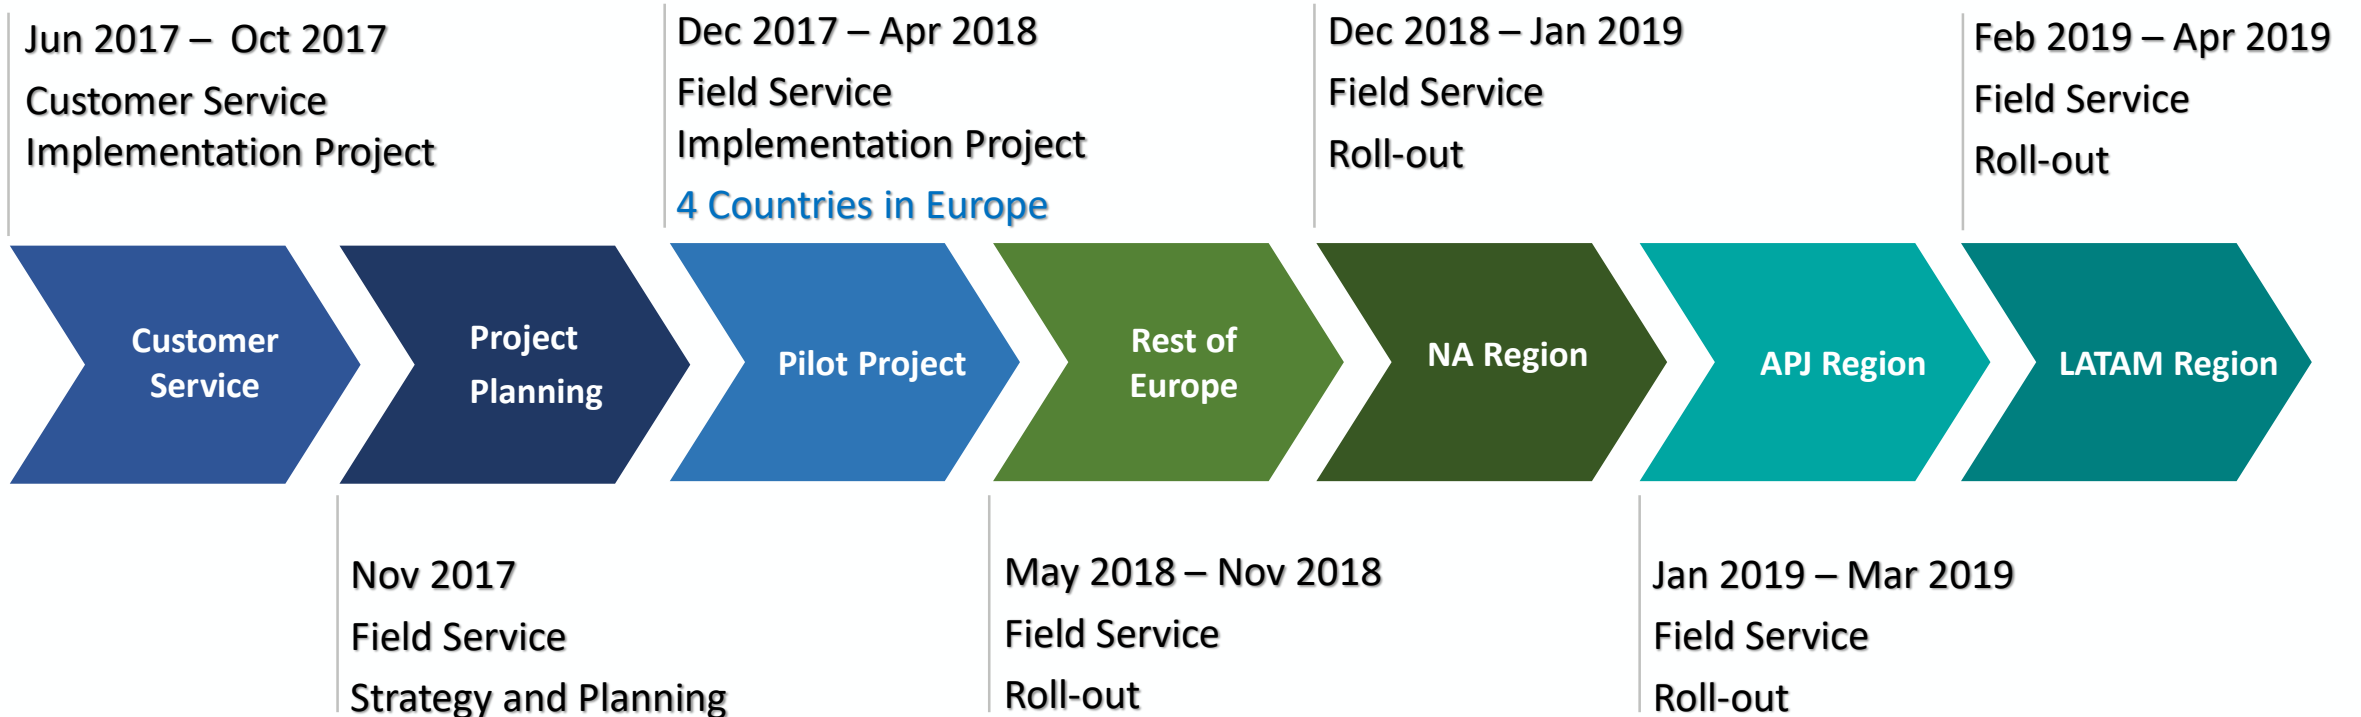 Jun 2017 – Oct 2017
Customer Service
Implementation Project
Dec 2017 – Apr 2018
Field Service
Implementation Project
4 Countries in Europe
Dec 2018 – Jan 2019
Field Service
Roll-out
Feb 2019 – Apr 2019
Field Service
Roll-out
Customer
Service
Project
Planning
Pilot Project
Rest of
Europe
NA Region
APJ Region
LATAM Region
Nov 2017
Field Service
Strategy and Planning
May 2018 – Nov 2018
Field Service
Roll-out
Jan 2019 – Mar 2019
Field Service
Roll-out